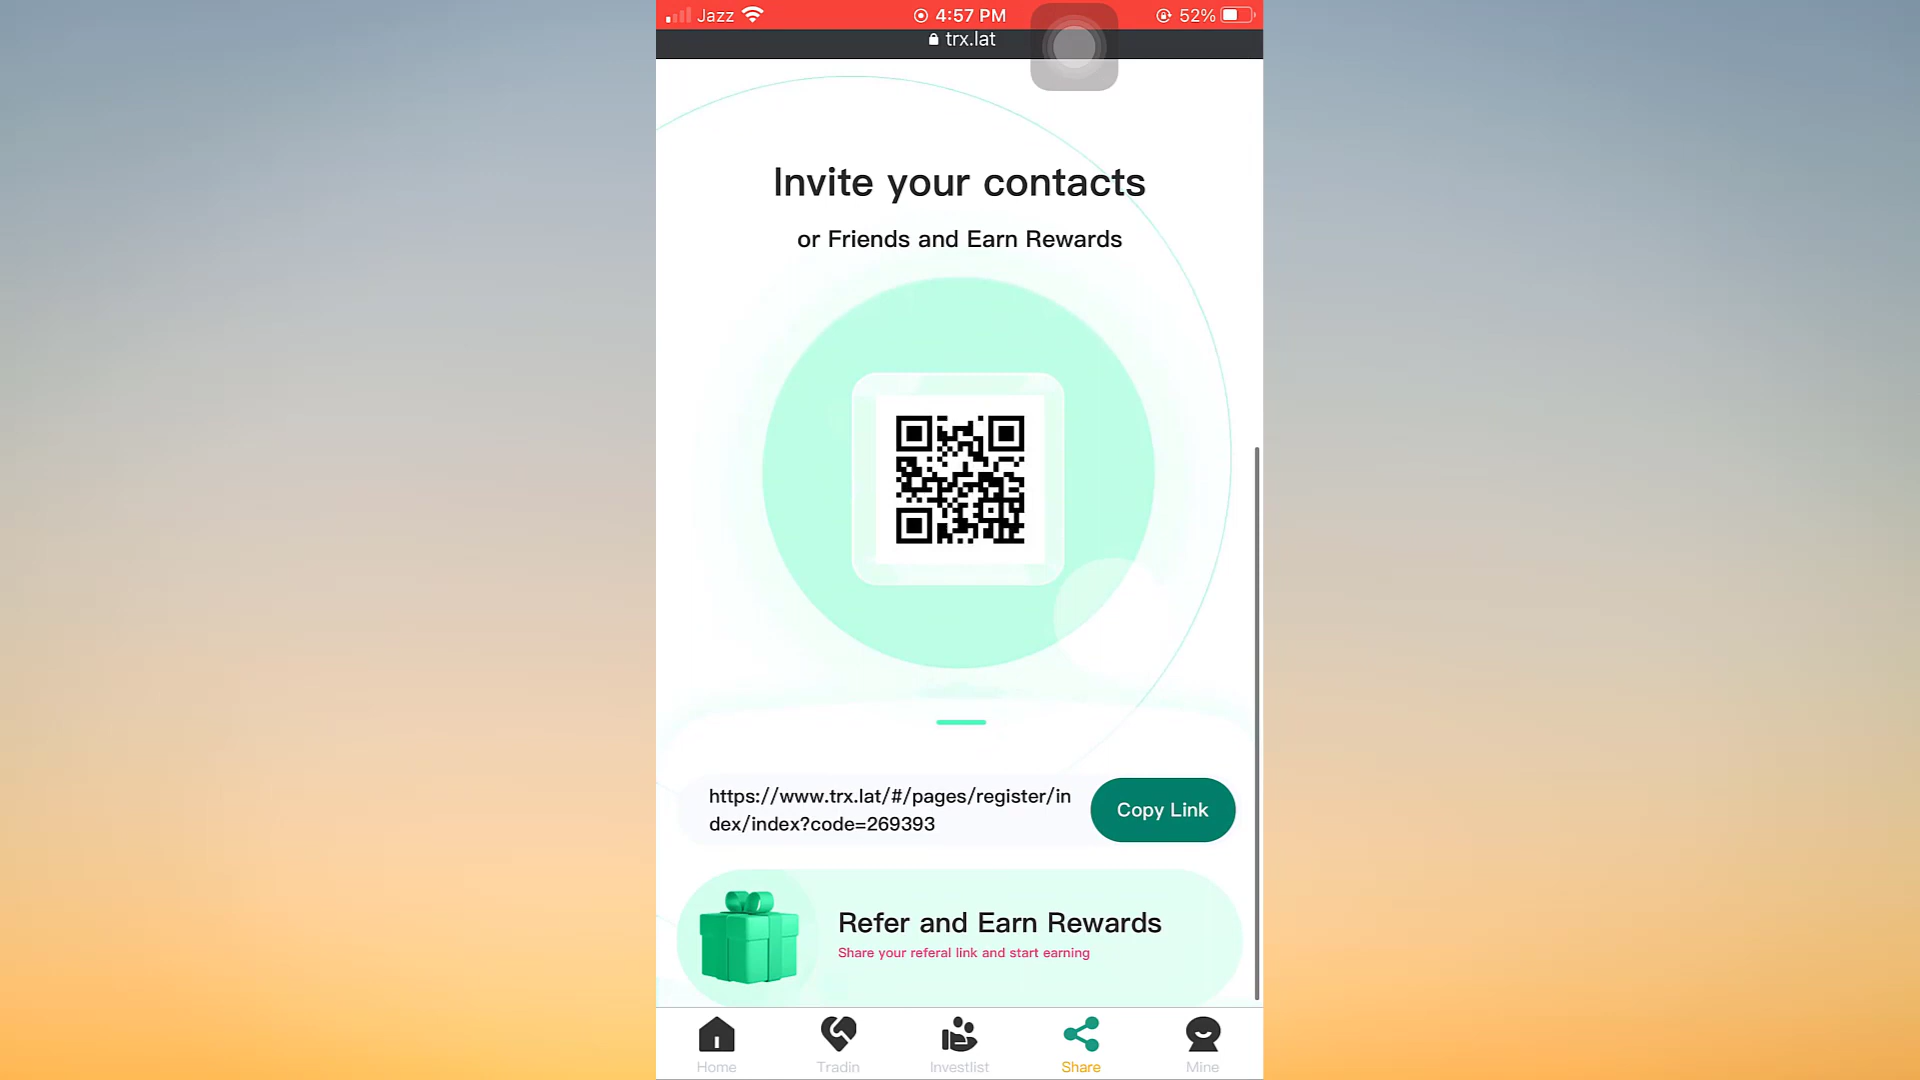 Jazz 4:57 PM 52%
trx.lat
Invite your contacts
or Friends and Earn Rewards
https://www.trx.lat/#/pages/register/in
dex/index?code=269393
Copy Link
Refer and Earn Rewards
Share your referal link and start earning
Home Tradin Investlist Share Mine